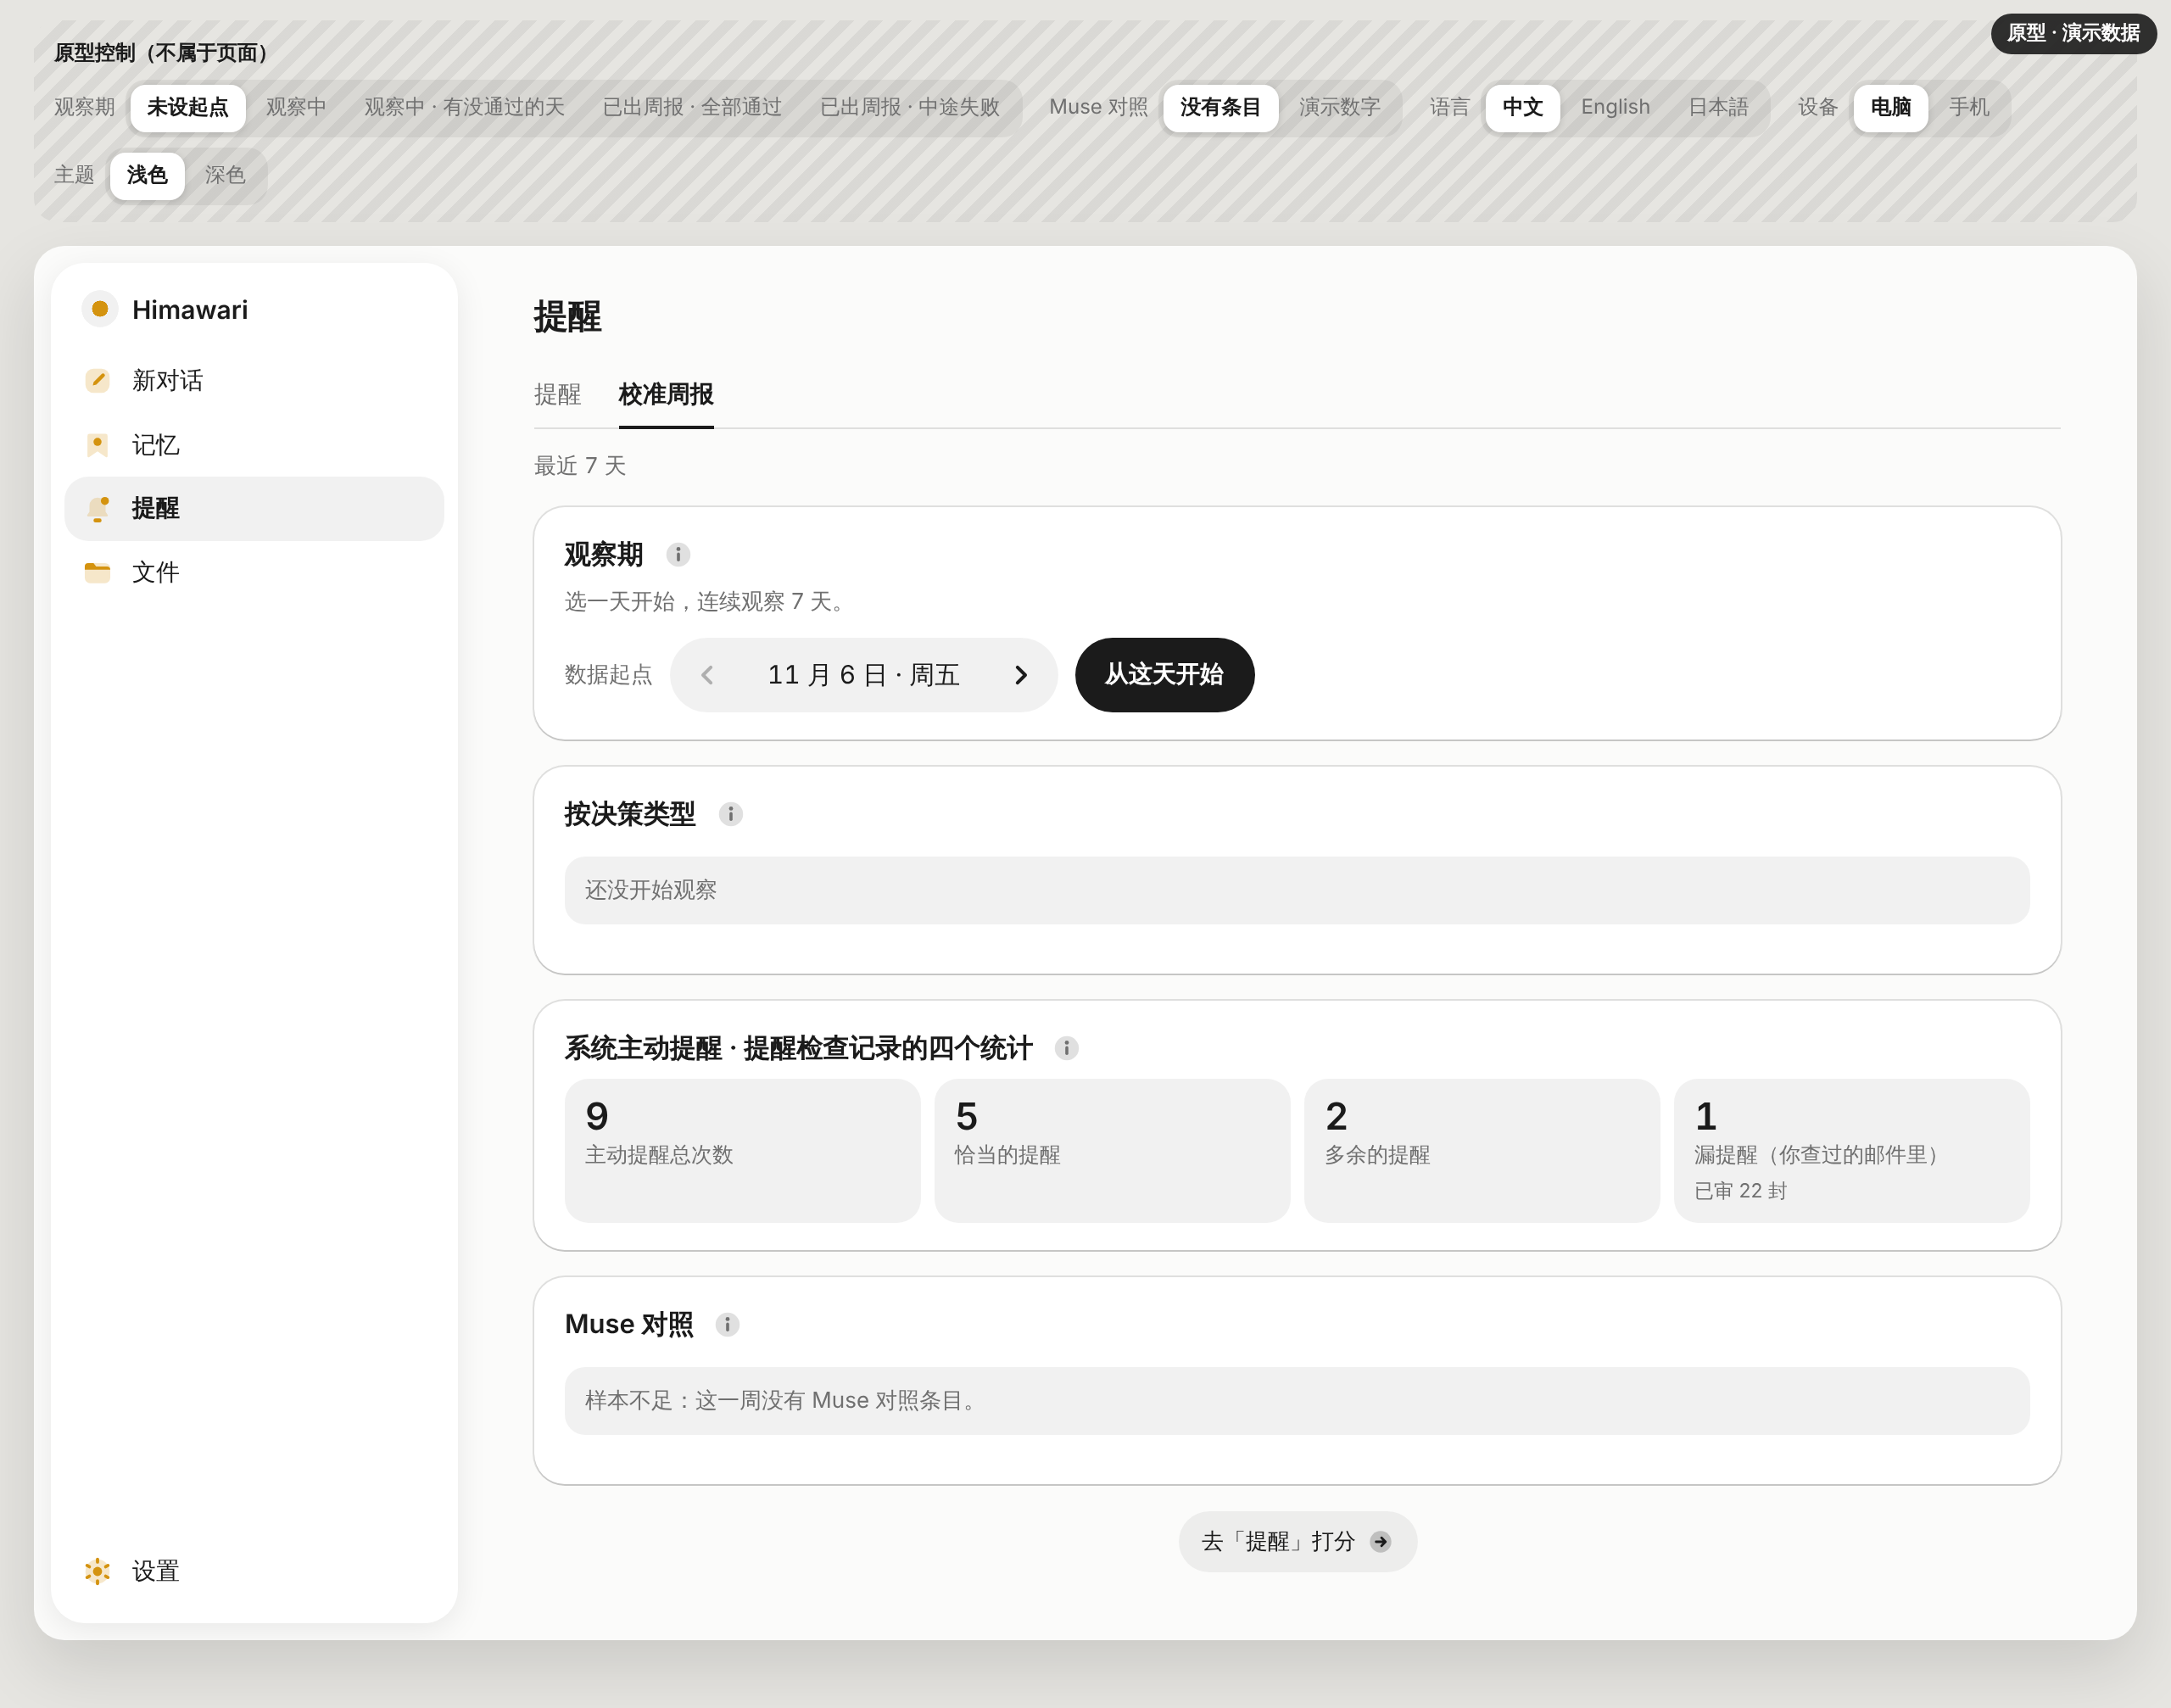 原型 · 演示数据
原型控制（不属于页面）
观察期 未设起点 观察中 观察中 · 有没通过的天 已出周报 · 全部通过 已出周报 · 中途失败 Muse 对照 没有条目 演示数字 语言 中文 English 日本語 设备 电脑 手机
主题 浅色 深色
Himawari
新对话
记忆
提醒
文件
设置
提醒
提醒 校准周报
最近 7 天
观察期
选一天开始，连续观察 7 天。
数据起点 11 月 6 日 · 周五 从这天开始
按决策类型
还没开始观察
系统主动提醒 · 提醒检查记录的四个统计
9
主动提醒总次数
5
恰当的提醒
2
多余的提醒
1
漏提醒（你查过的邮件里）
已审 22 封
Muse 对照
样本不足：这一周没有 Muse 对照条目。
去「提醒」打分